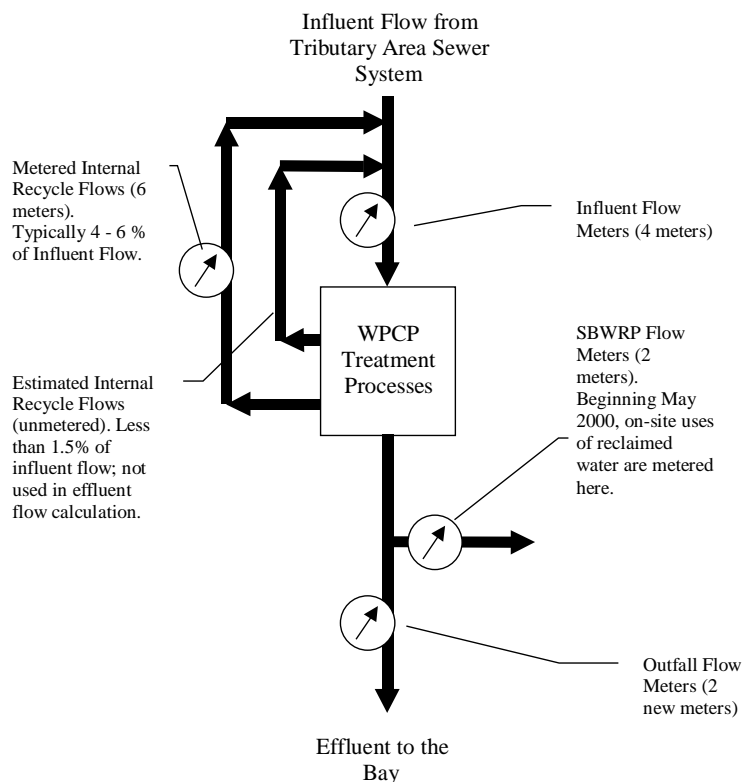 Influent Flow from
Tributary Area Sewer
System
Metered Internal
Recycle Flows (6
meters).
Typically 4 - 6 %
of Influent Flow.
Influent Flow
Meters (4 meters)
WPCP
Treatment
Processes
SBWRP Flow
Meters (2
meters).
Beginning May
2000, on-site uses
of reclaimed
water are metered
here.
Estimated Internal
Recycle Flows
(unmetered). Less
than 1.5% of
influent flow; not
used in effluent
flow calculation.
Outfall Flow
Meters (2
new meters)
Effluent to the
Bay